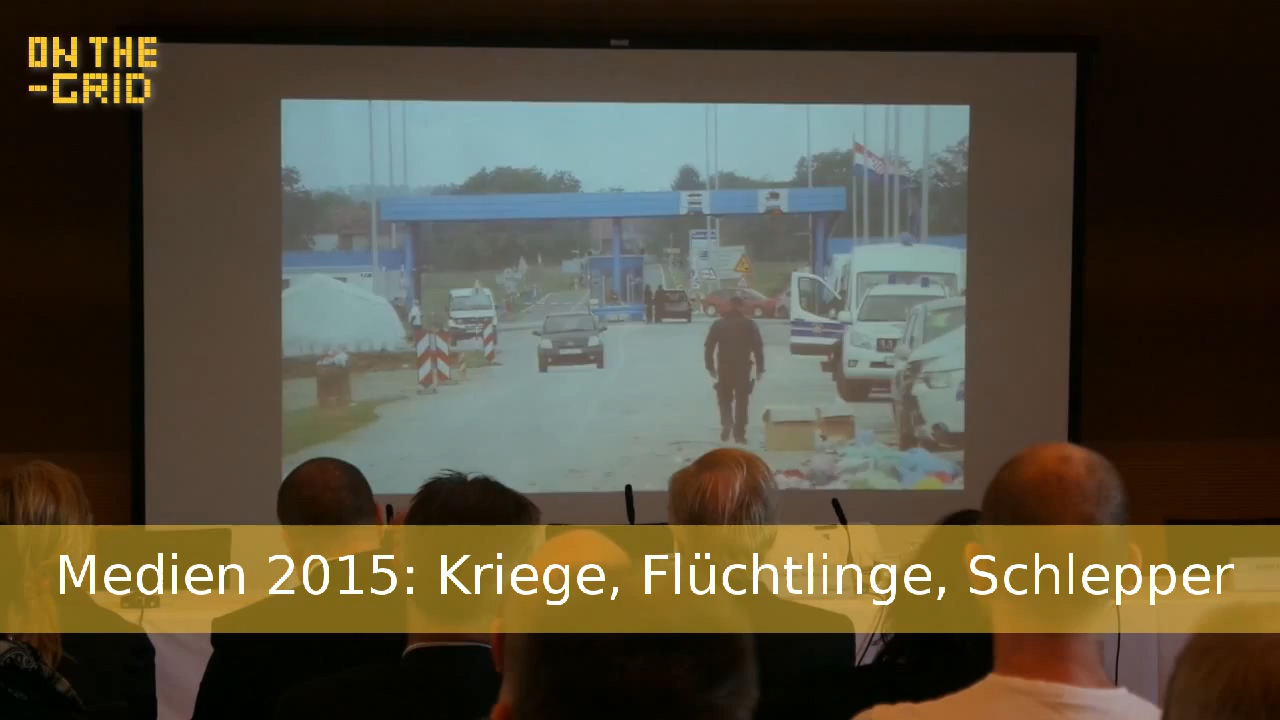 ON THE
-GRID
Medien 2015: Kriege, Flüchtlinge, Schlepper